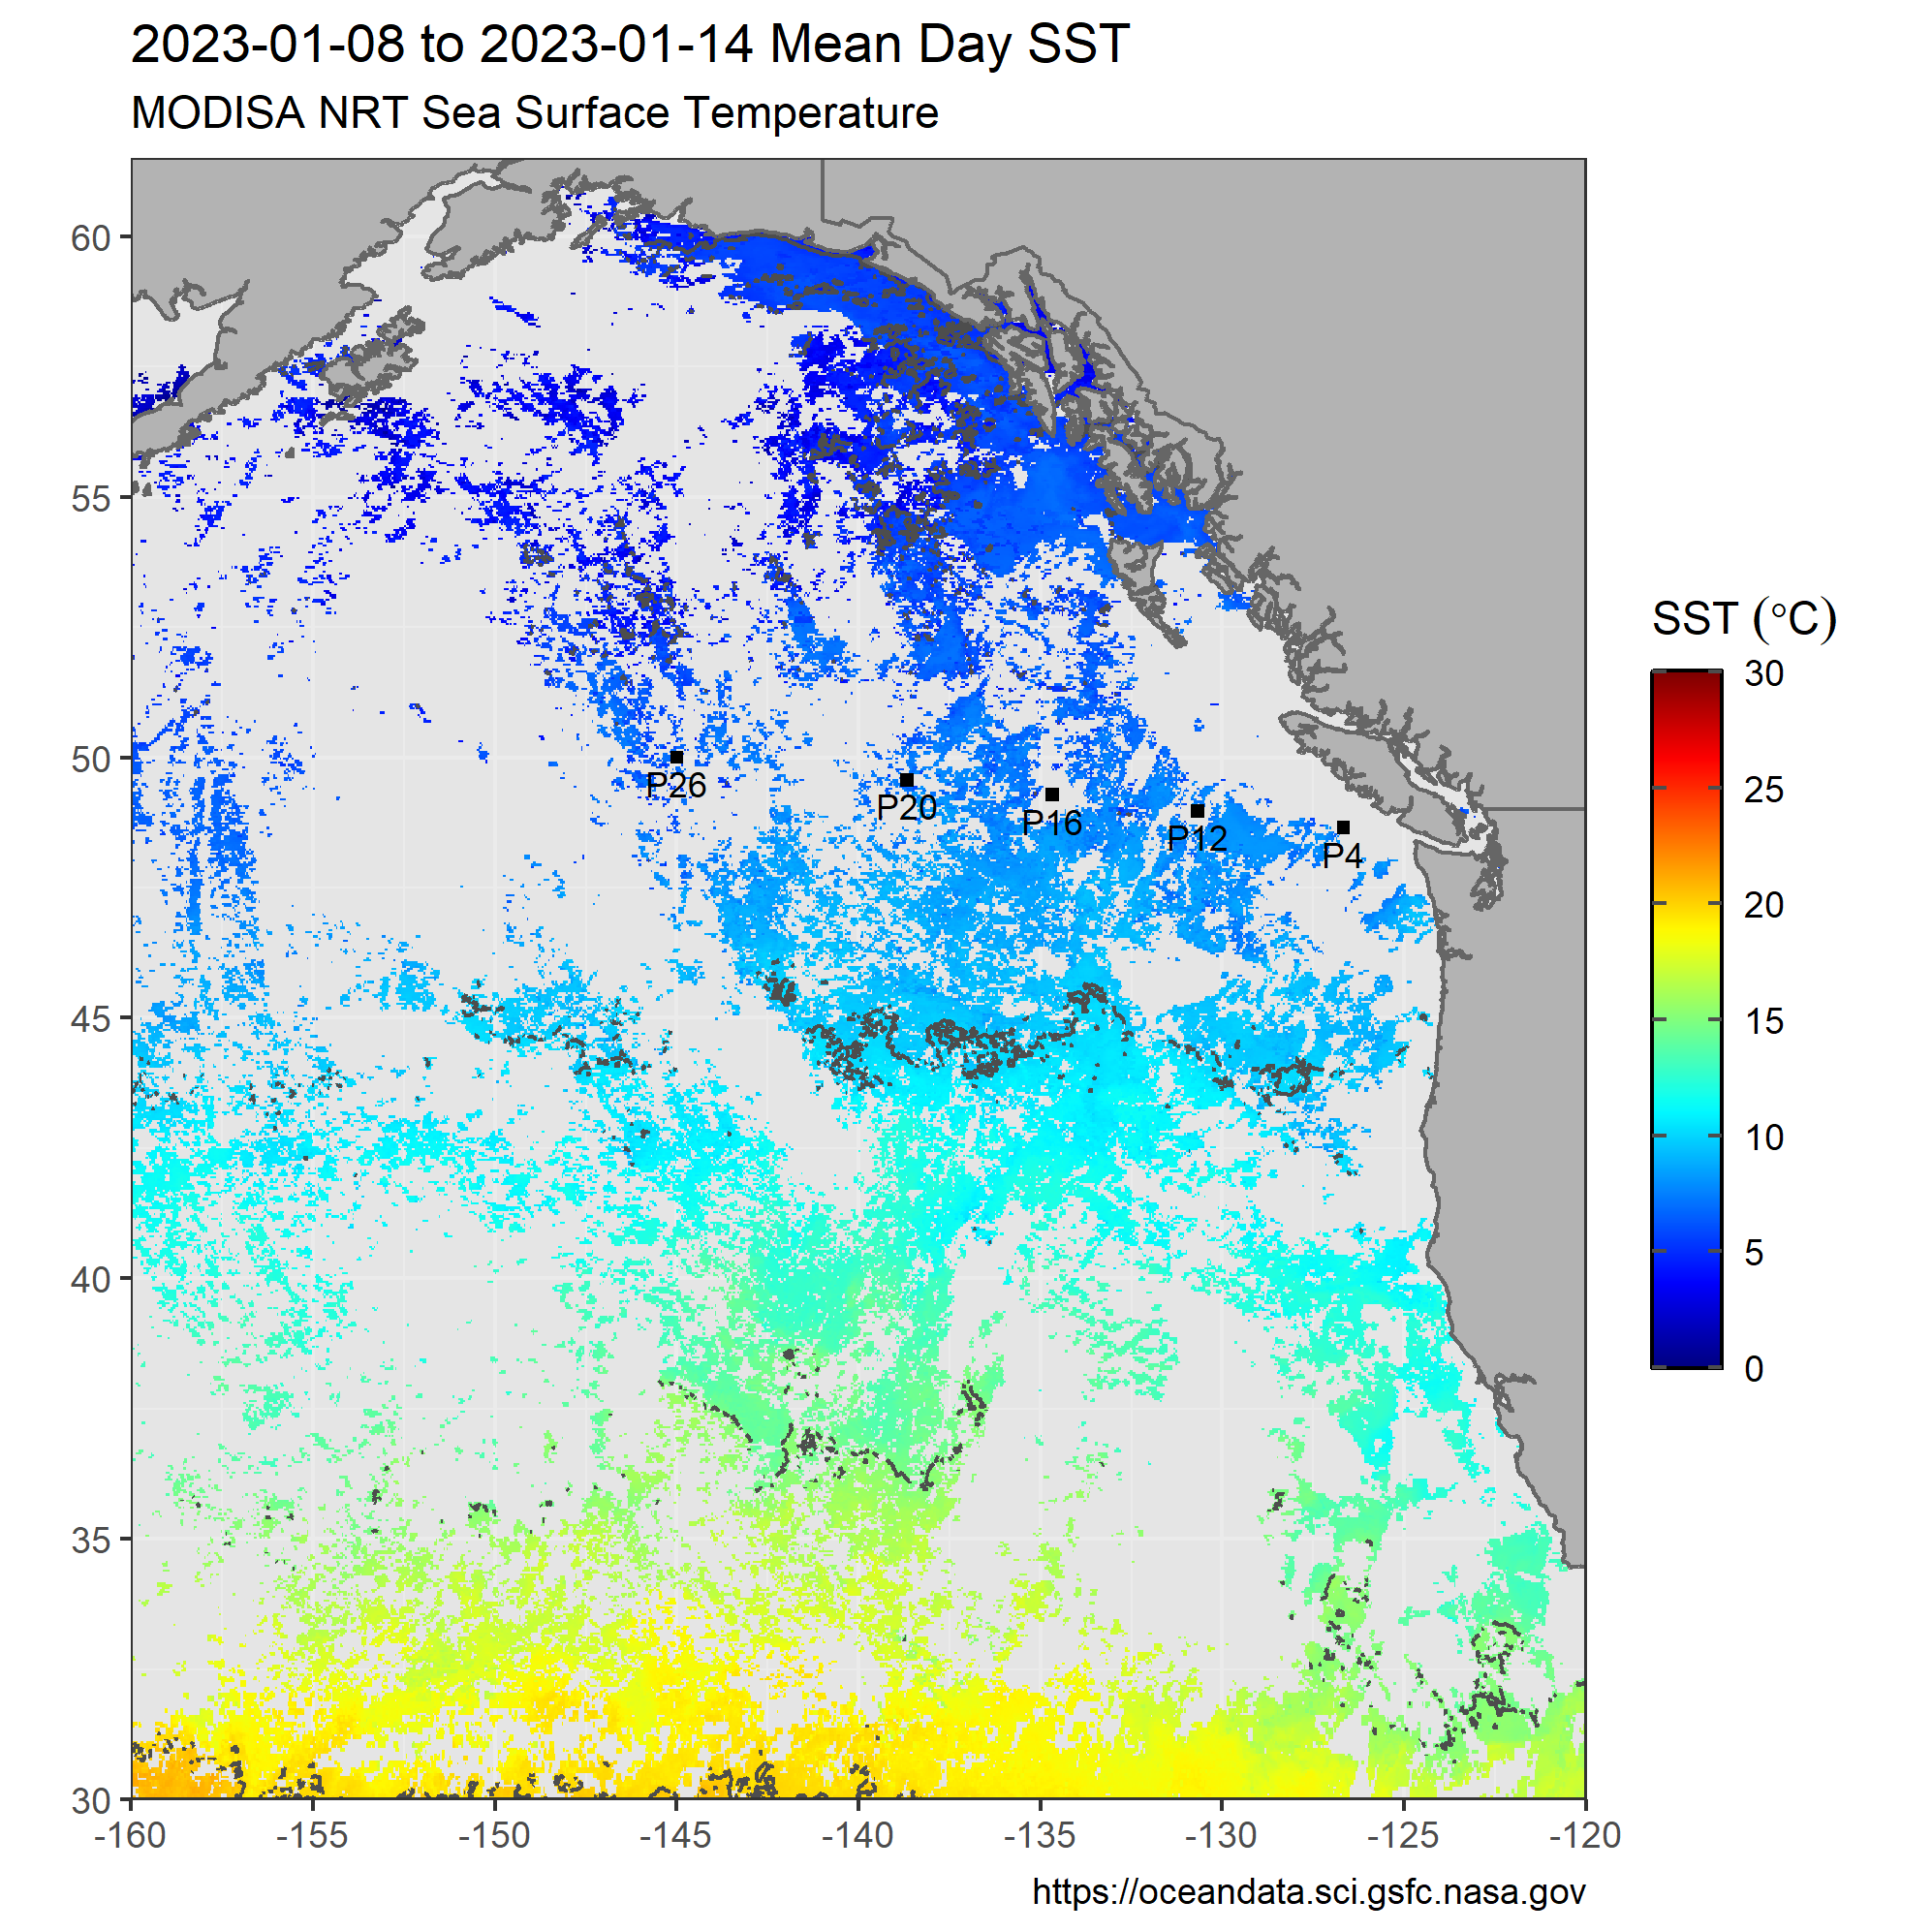 2023-01-08 to 2023-01-14 Mean Day SST
MODISA NRT Sea Surface Temperature
60
55
50
45
40
35
30
-160
-155
-150
-145
-140
-135
-130
-125
-120
P26
P20
P16
P12
P4
SST (°C)
30
25
20
15
10
5
0
https://oceandata.sci.gsfc.nasa.gov